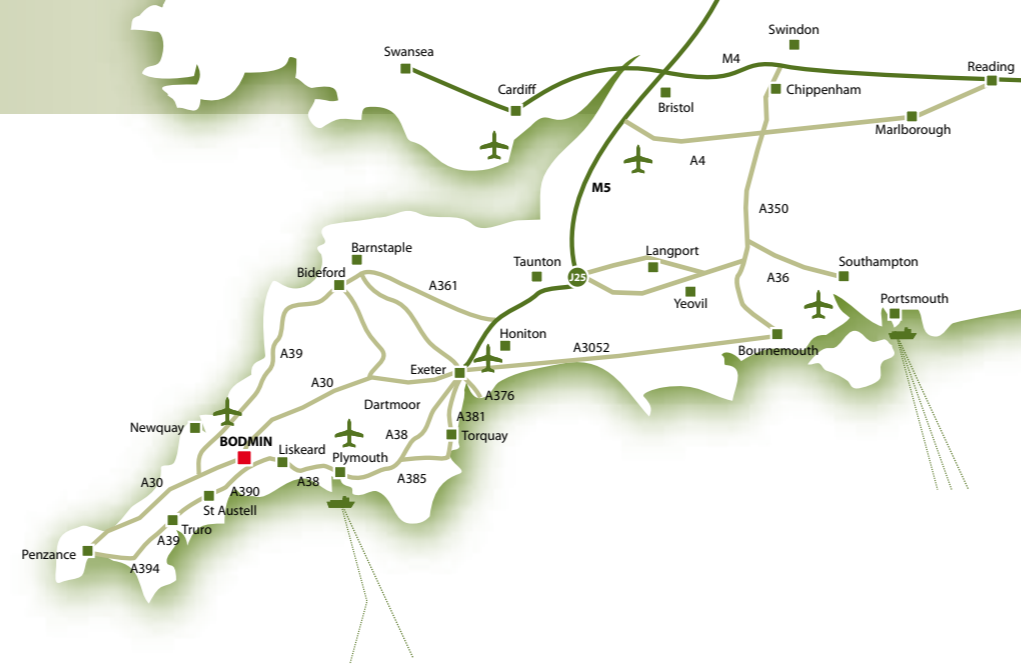 Swindon
Swansea
M4
Reading
Cardiff
Chippenham
Bristol
Marlborough
A4
M5
A350
Barnstaple
Langport
Taunton
Southampton
Bideford
J25
A36
A361
Portsmouth
Yeovil
Honiton
A3052
Bournemouth
A39
Exeter
A30
A376
Dartmoor
A381
Newquay
A38
Torquay
BODMIN
Liskeard
Plymouth
A30
A390
A38
A385
St Austell
Truro
A39
Penzance
A394